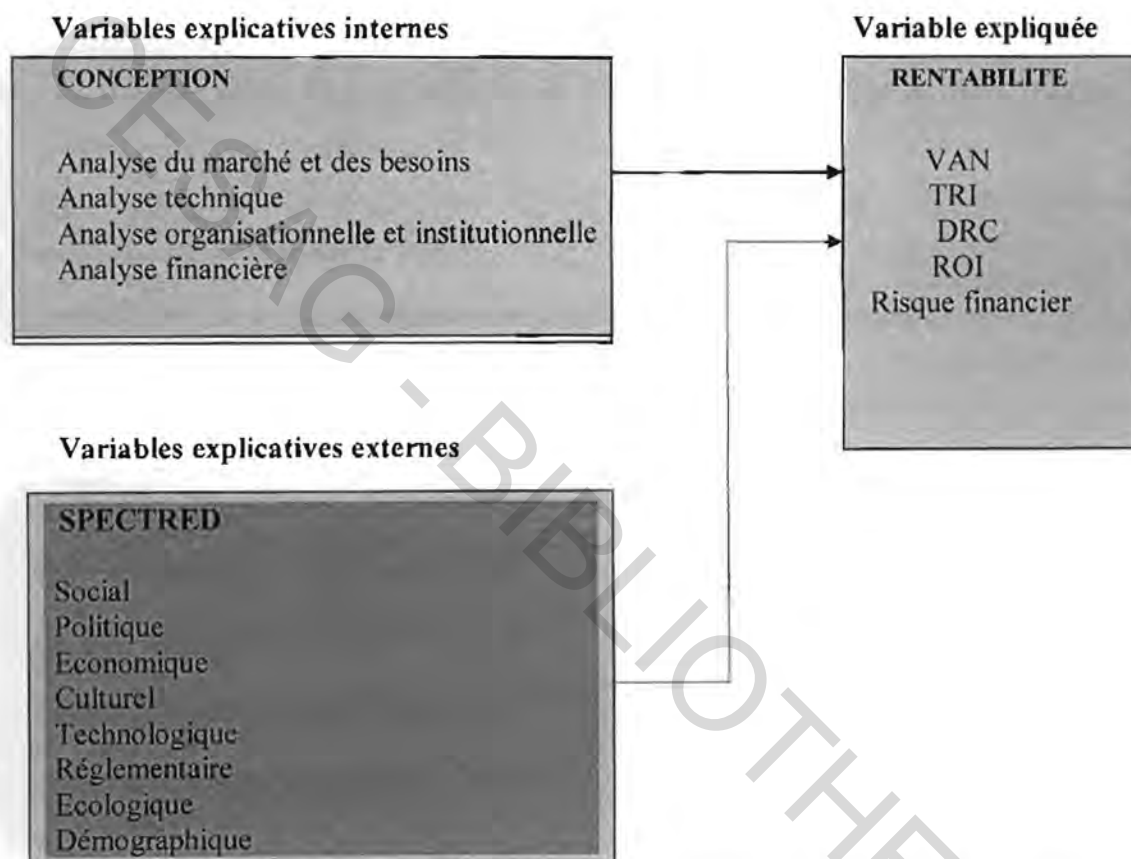 Variables explicatives internes
CONCEPTION
Analyse du marché et des besoins
Analyse technique
Analyse organisationnelle et institutionnelle
Analyse financière
Variable expliquée
RENTABILITE
VAN
TRI
DRC
ROI
Risque financier
Variables explicatives externes
SPECTRED
Social
Politique
Economique
Culturel
Technologique
Réglementaire
Ecologique
Démographique
CESAG - BIBLIOTHE